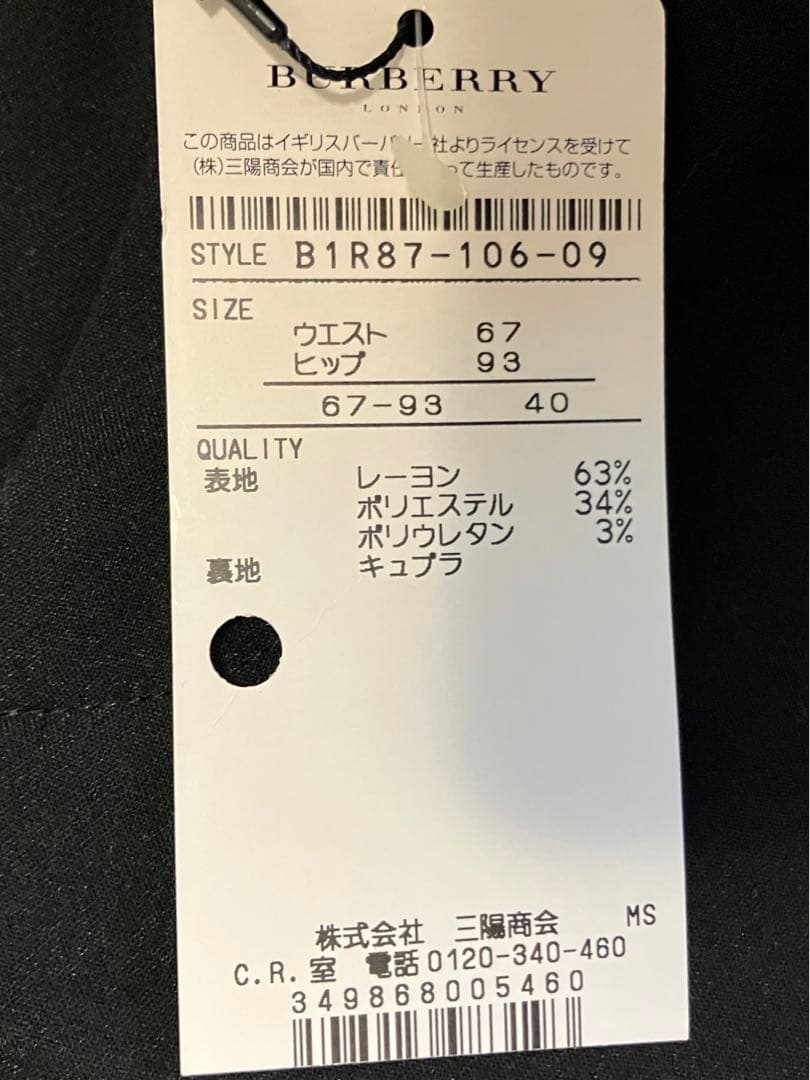 BURBERRY
LONDON
この商品はイギリスバーバリー社よりライセンスを受けて
(株)三陽商会が国内で責任 って生産したものです。
STYLE B1R87-106-09
SIZE
ウエスト 67
ヒップ 93
67-93 40
QUALITY
表地 レーヨン 63%
ポリエステル 34%
ポリウレタン 3%
裏地 キュプラ
株式会社 三陽商会 MS
C.R.室 電話0120-340-460
349868005460